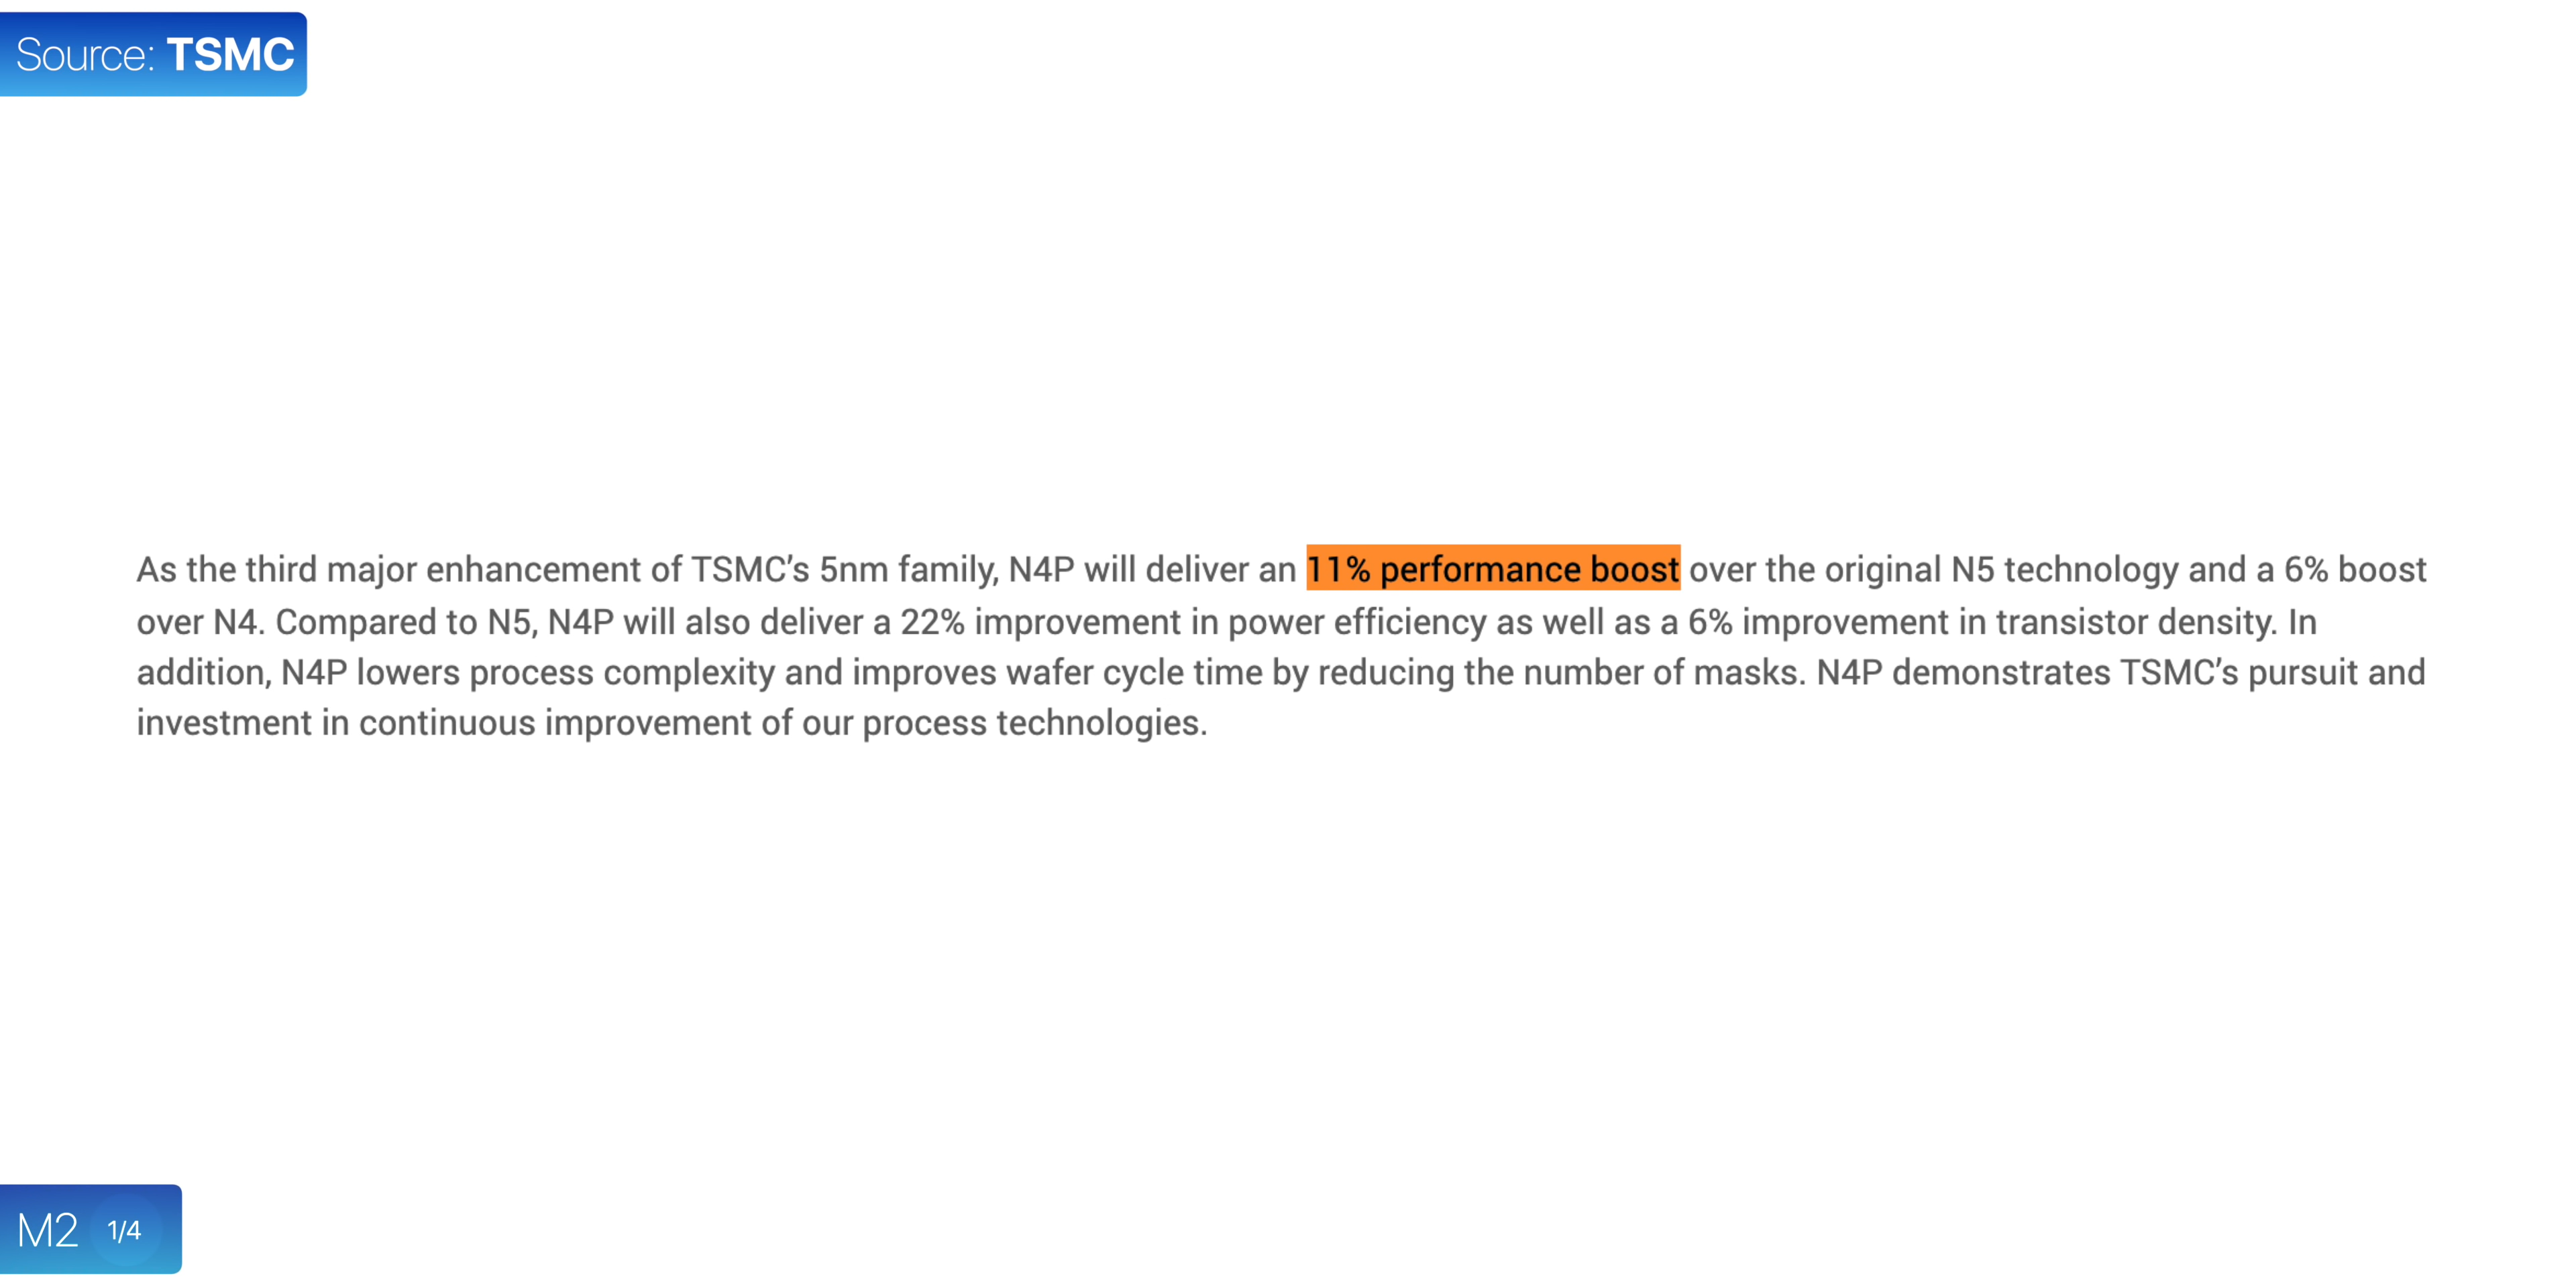 Source: TSMC
As the third major enhancement of TSMC’s 5nm family, N4P will deliver an 11% performance boost over the original N5 technology and a 6% boost
over N4. Compared to N5, N4P will also deliver a 22% improvement in power efficiency as well as a 6% improvement in transistor density. In
addition, N4P lowers process complexity and improves wafer cycle time by reducing the number of masks. N4P demonstrates TSMC’s pursuit and
investment in continuous improvement of our process technologies.
M2 1/4